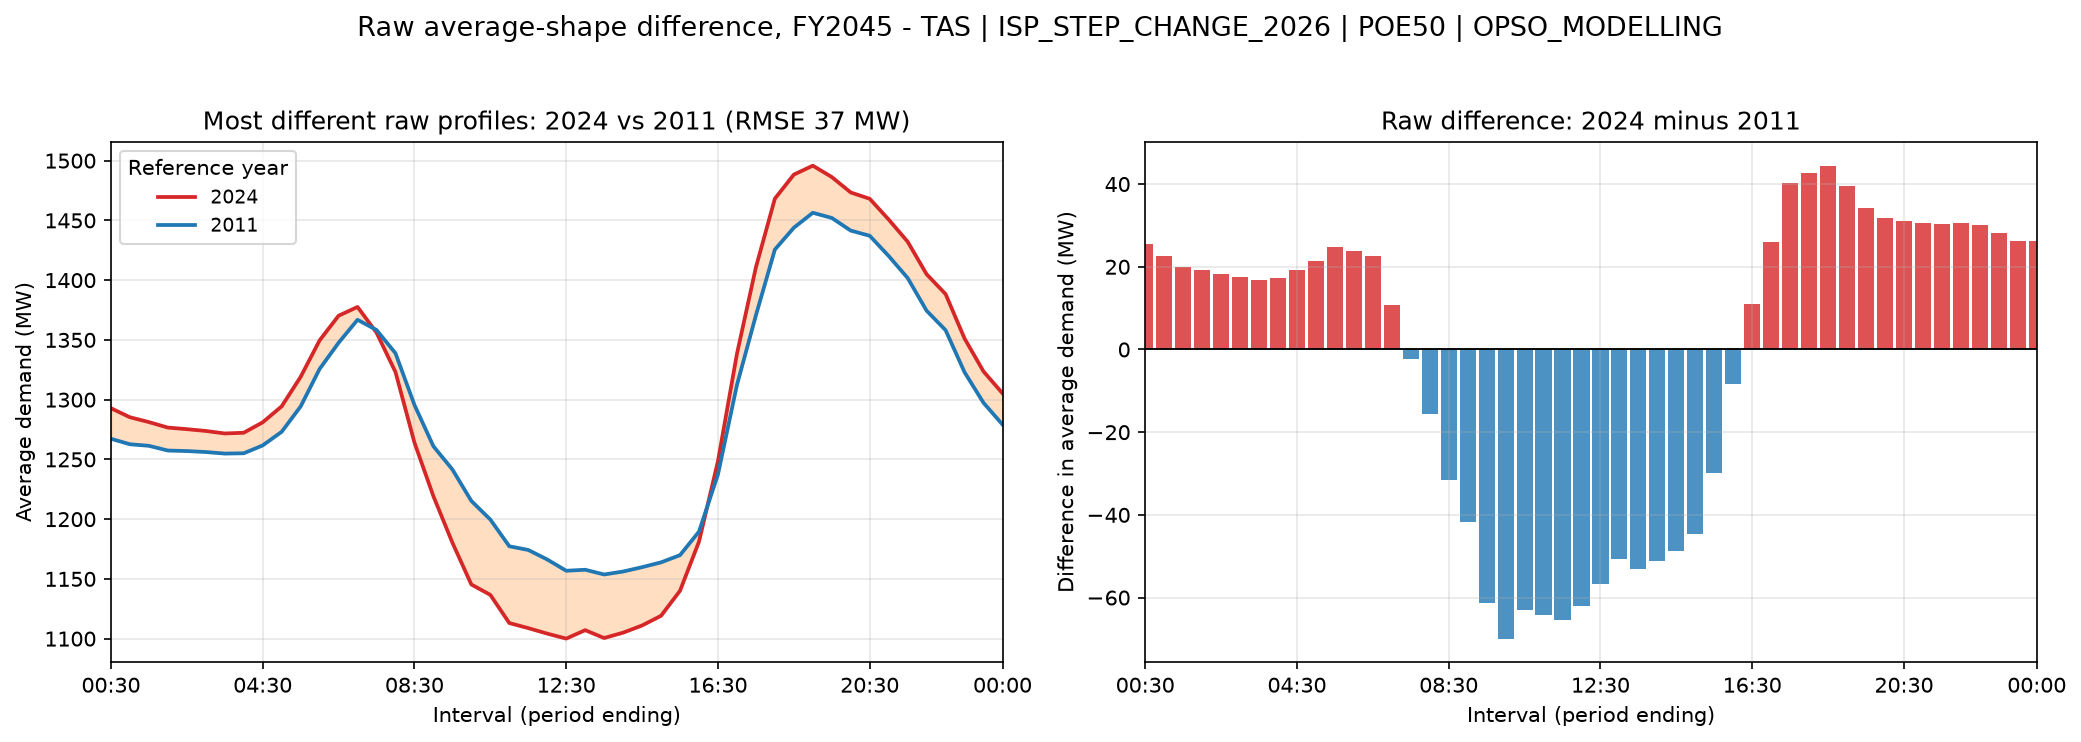 Raw average-shape difference, FY2045 - TAS | ISP_STEP_CHANGE_2026 | POE50 | OPSO_MODELLING
Most different raw profiles: 2024 vs 2011 (RMSE 37 MW)
Reference year
2024
2011
Average demand (MW)
1500
1450
1400
1350
1300
1250
1200
1150
1100
00:30 04:30 08:30 12:30 16:30 20:30 00:00
Interval (period ending)
Raw difference: 2024 minus 2011
Difference in average demand (MW)
40
20
0
−20
−40
−60
00:30 04:30 08:30 12:30 16:30 20:30 00:00
Interval (period ending)